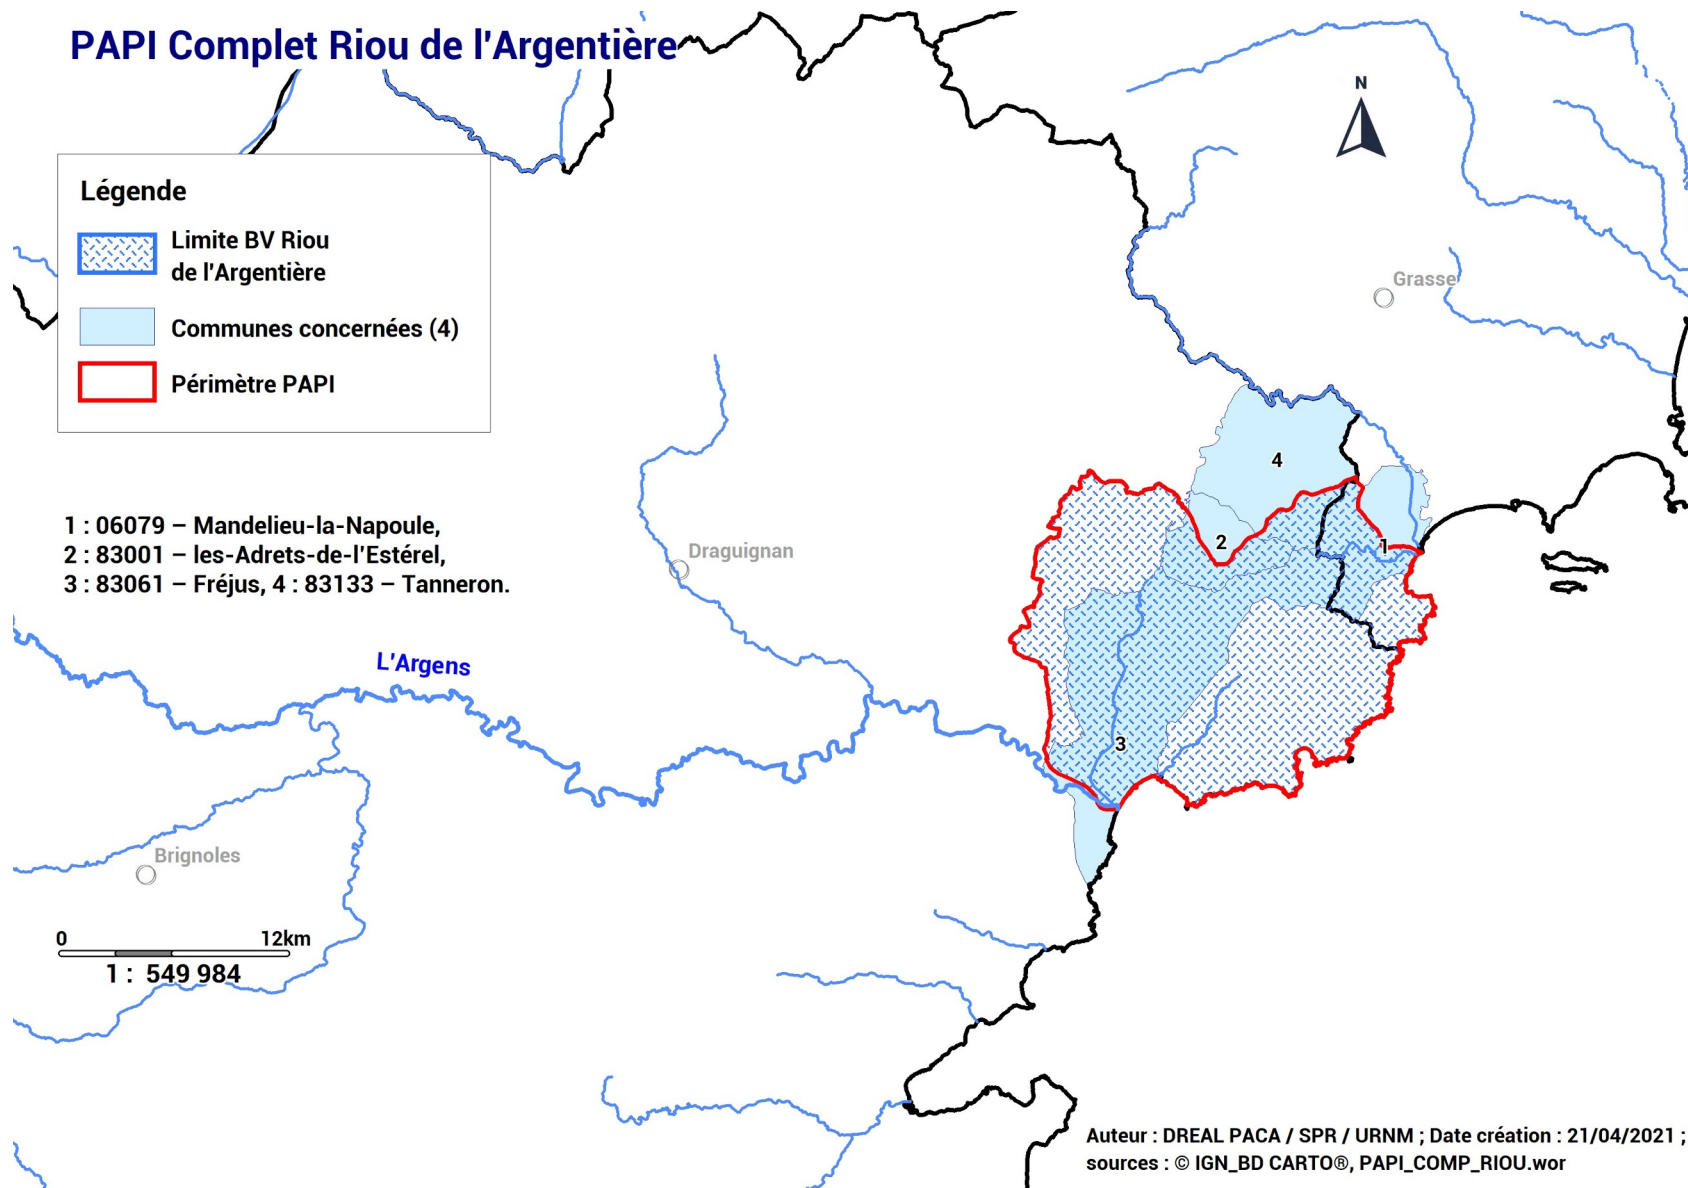 PAPI Complet Riou de l'Argentière
N
Légende
Limite BV Riou
de l'Argentière
Communes concernées (4)
Périmètre PAPI
Grasse
4
2
1
3
1 : 06079 – Mandelieu-la-Napoule,
2 : 83001 – les-Adrets-de-l'Estérel,
3 : 83061 – Fréjus, 4 : 83133 – Tanneron.
Draguignan
L'Argens
Brignoles
0 12km
1 : 549 984
Auteur : DREAL PACA / SPR / URNM ; Date création : 21/04/2021 ;
sources : © IGN_BD CARTO®, PAPI_COMP_RIOU.wor